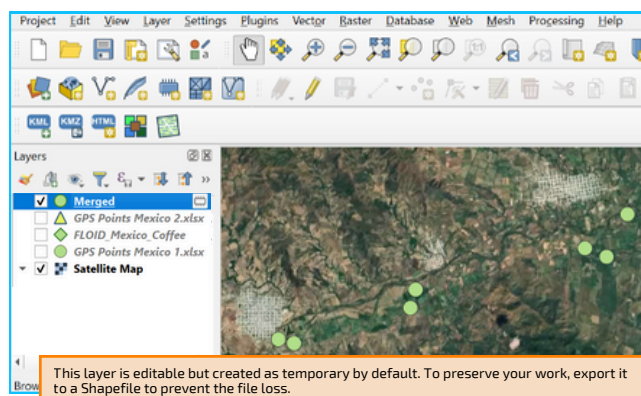 Project Edit View Layer Settings Plugins Vector Raster Database Web Mesh Processing Help
KML KMZ HTML
Layers
Merged
GPS Points Mexico 2.xlsx
FLOID_Mexico_Coffee
GPS Points Mexico 1.xlsx
Satellite Map
Brow
This layer is editable but created as temporary by default. To preserve your work, export it
to a Shapefile to prevent the file loss.